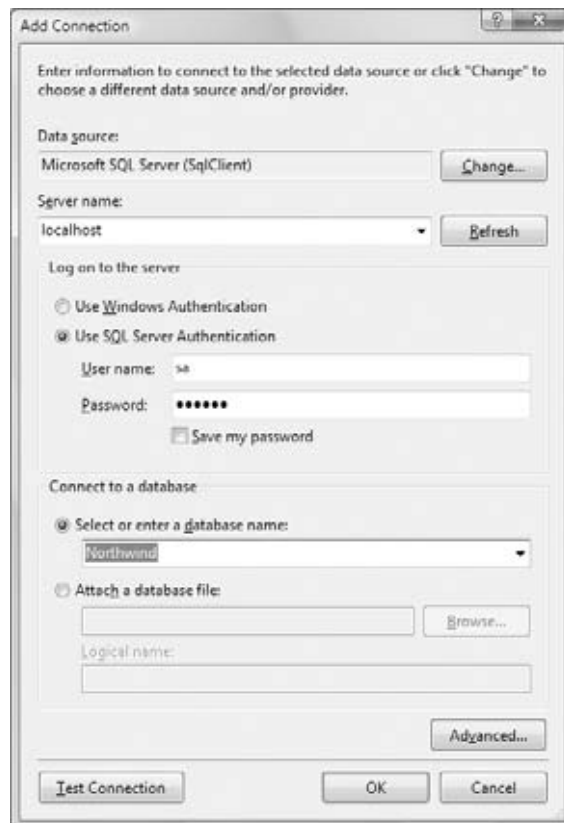 Add Connection
Enter information to connect to the selected data source or click "Change" to
choose a different data source and/or provider.
Data source:
Microsoft SQL Server (SqlClient)
Change...
Server name:
localhost
Refresh
Log on to the server
Use Windows Authentication
Use SQL Server Authentication
User name: sa
Password: ●●●●●●
Save my password
Connect to a database
Select or enter a database name:
Northwind
Attach a database file:
Browse...
Logical name:
Advanced...
Test Connection OK Cancel